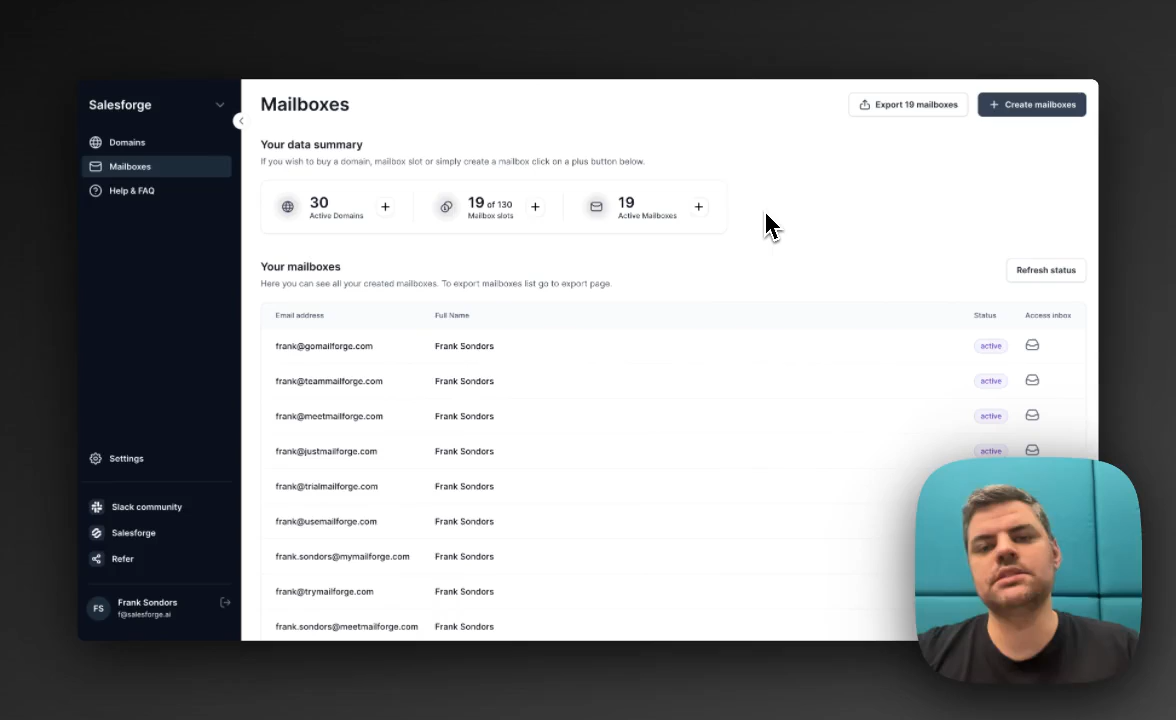 Salesforge
Domains
Mailboxes
Help & FAQ
Settings
Slack community
Salesforge
Refer
FS
Frank Sondors
f@salesforge.ai
Mailboxes
Export 19 mailboxes
+ Create mailboxes
Your data summary
If you wish to buy a domain, mailbox slot or simply create a mailbox click on a plus button below.
30
Active Domains
+
19 of 130
Mailbox slots
+
19
Active Mailboxes
+
Your mailboxes
Here you can see all your created mailboxes. To export mailboxes list go to export page.
Refresh status
Email address Full Name Status Access inbox
frank@gomailforge.com Frank Sondors active
frank@teammailforge.com Frank Sondors active
frank@meetmailforge.com Frank Sondors active
frank@justmailforge.com Frank Sondors active
frank@trialmailforge.com Frank Sondors
frank@usemailforge.com Frank Sondors
frank.sondors@mymailforge.com Frank Sondors
frank@trymailforge.com Frank Sondors
frank.sondors@meetmailforge.com Frank Sondors